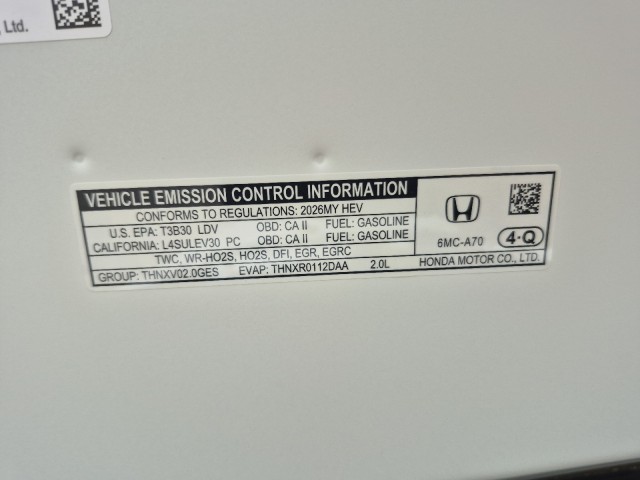 , Ltd.
VEHICLE EMISSION CONTROL INFORMATION
CONFORMS TO REGULATIONS: 2026MY HEV
U.S. EPA: T3B30 LDV OBD: CA II FUEL: GASOLINE
CALIFORNIA: L4SULEV30 PC OBD: CA II FUEL: GASOLINE
TWC, WR-HO2S, HO2S, DFI, EGR, EGRC
GROUP: THNXV02.0GES EVAP: THNXR0112DAA 2.0L
6MC-A70 4-Q
HONDA MOTOR CO., LTD.